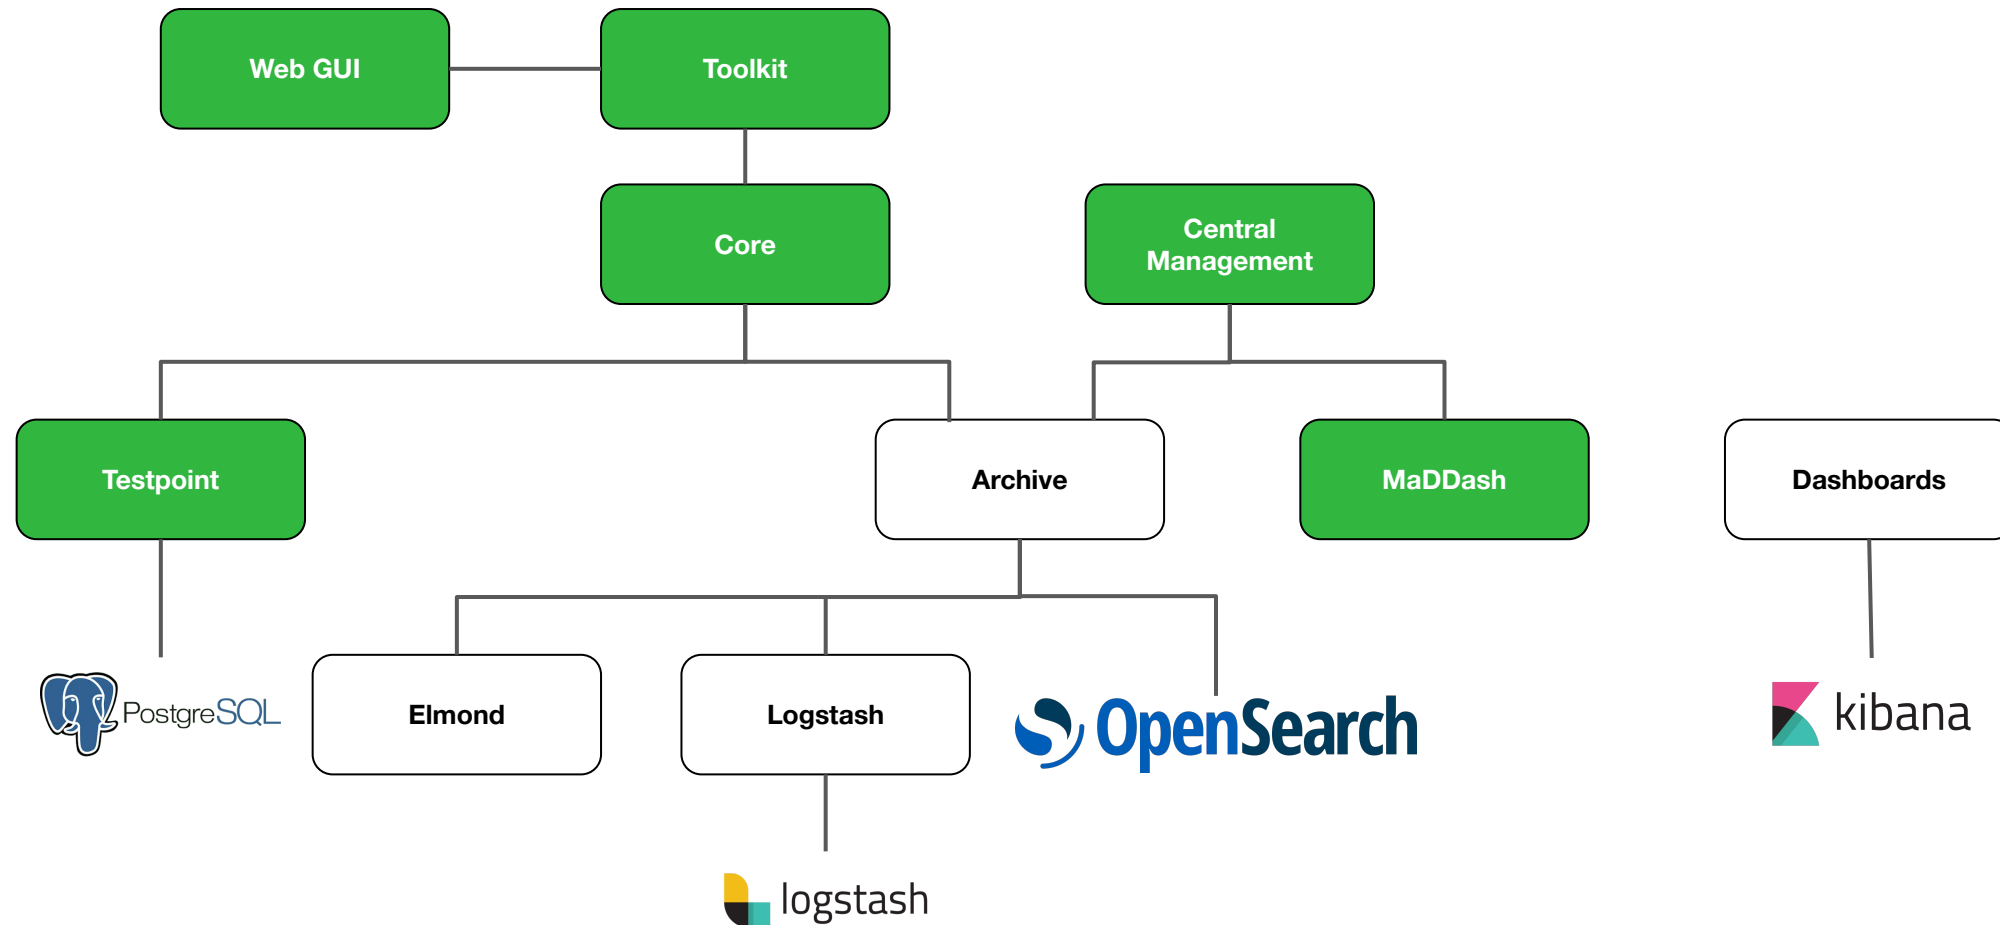 Web GUI
Toolkit
Core
Central
Management
Testpoint
Archive
MaDDash
Dashboards
PostgreSQL
Elmond
Logstash
OpenSearch
kibana
logstash